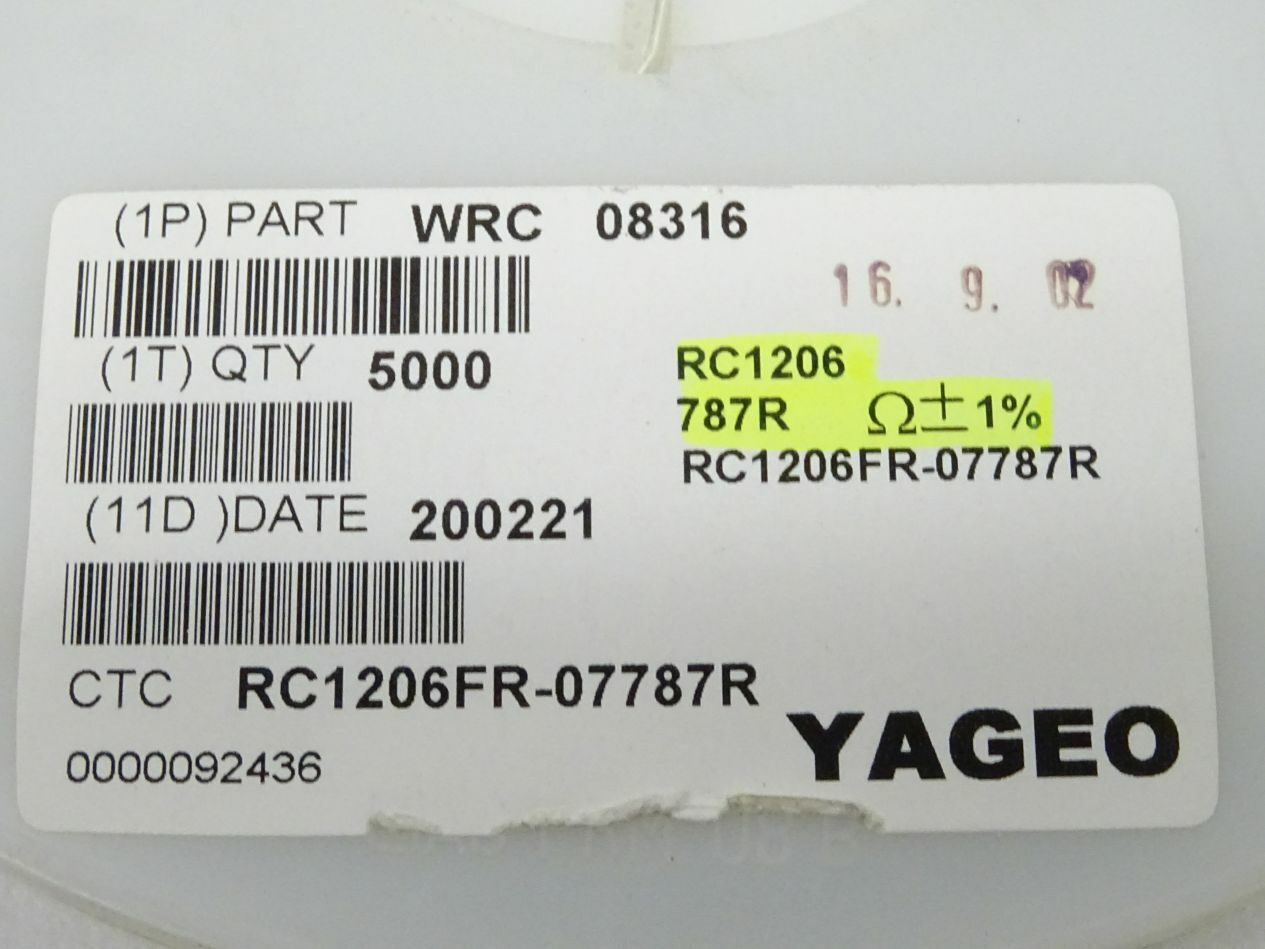 (1P) PART WRC 08316
16. 9. 02
(1T) QTY 5000
RC1206
787R Ω±1%
RC1206FR-07787R
(11D )DATE 200221
CTC RC1206FR-07787R
0000092436
YAGEO